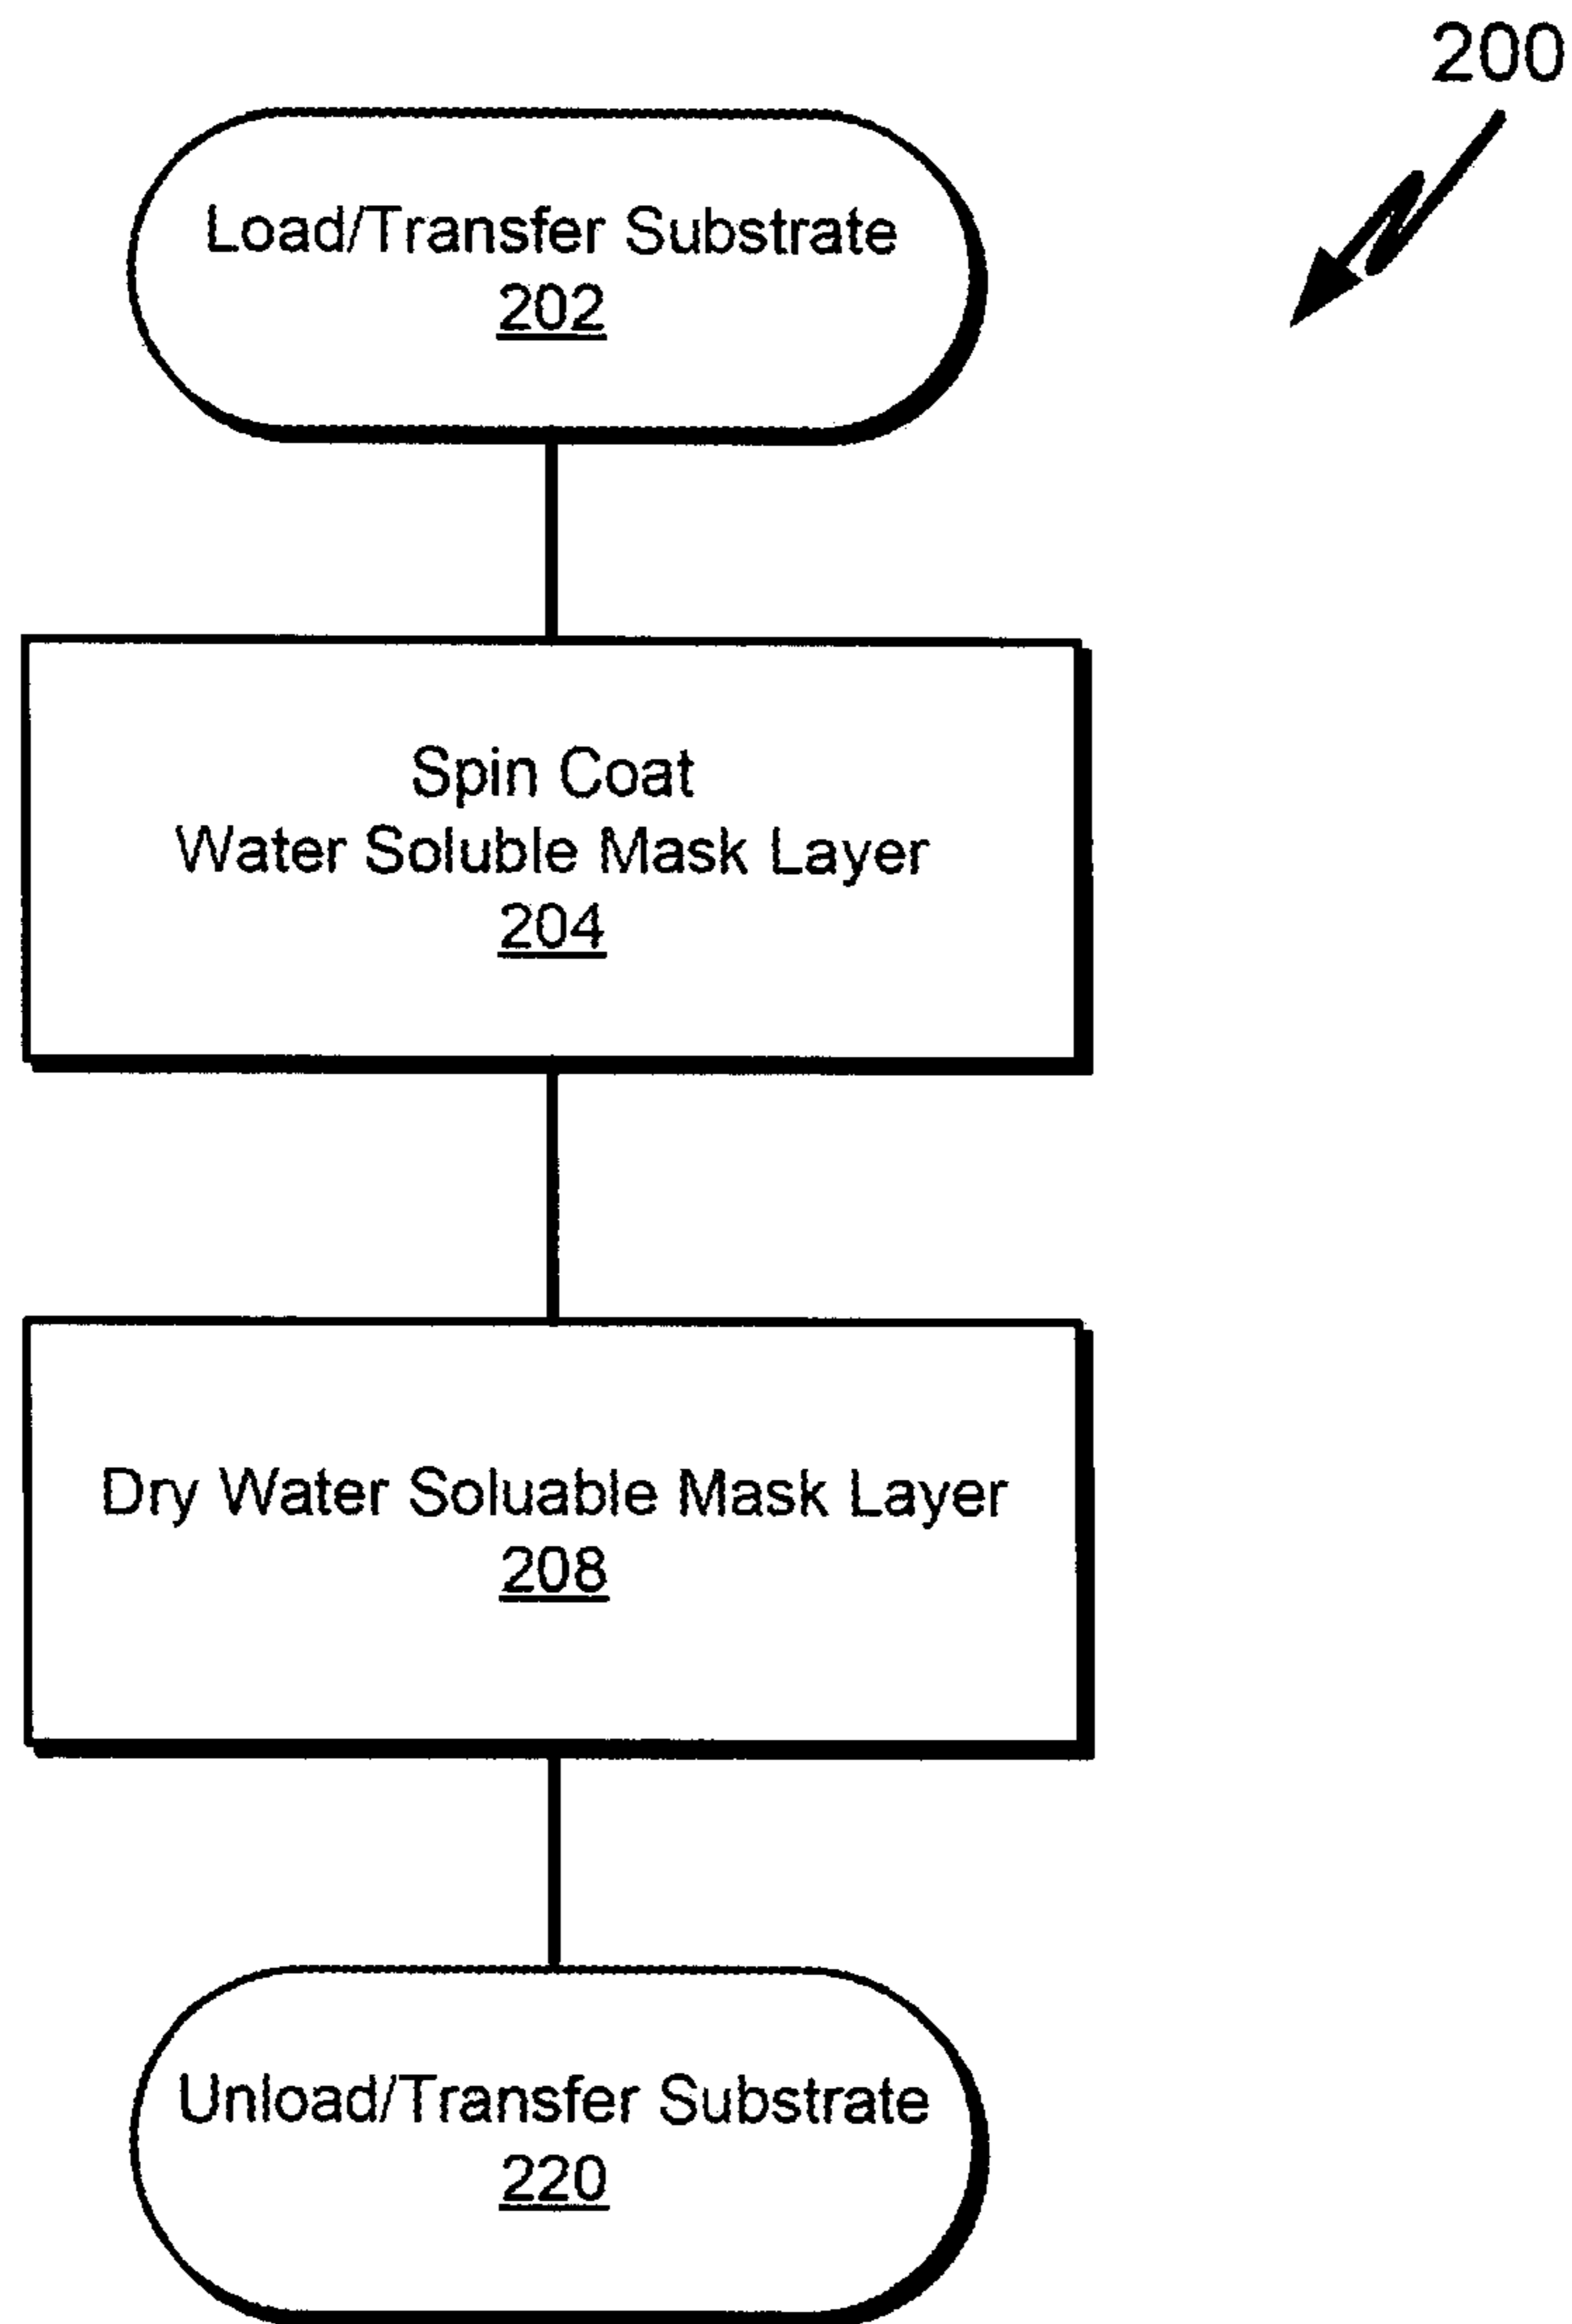 200
Load/Transfer Substrate
202
Spin Coat
Water Soluble Mask Layer
204
Dry Water Soluable Mask Layer
208
Unload/Transfer Substrate
220